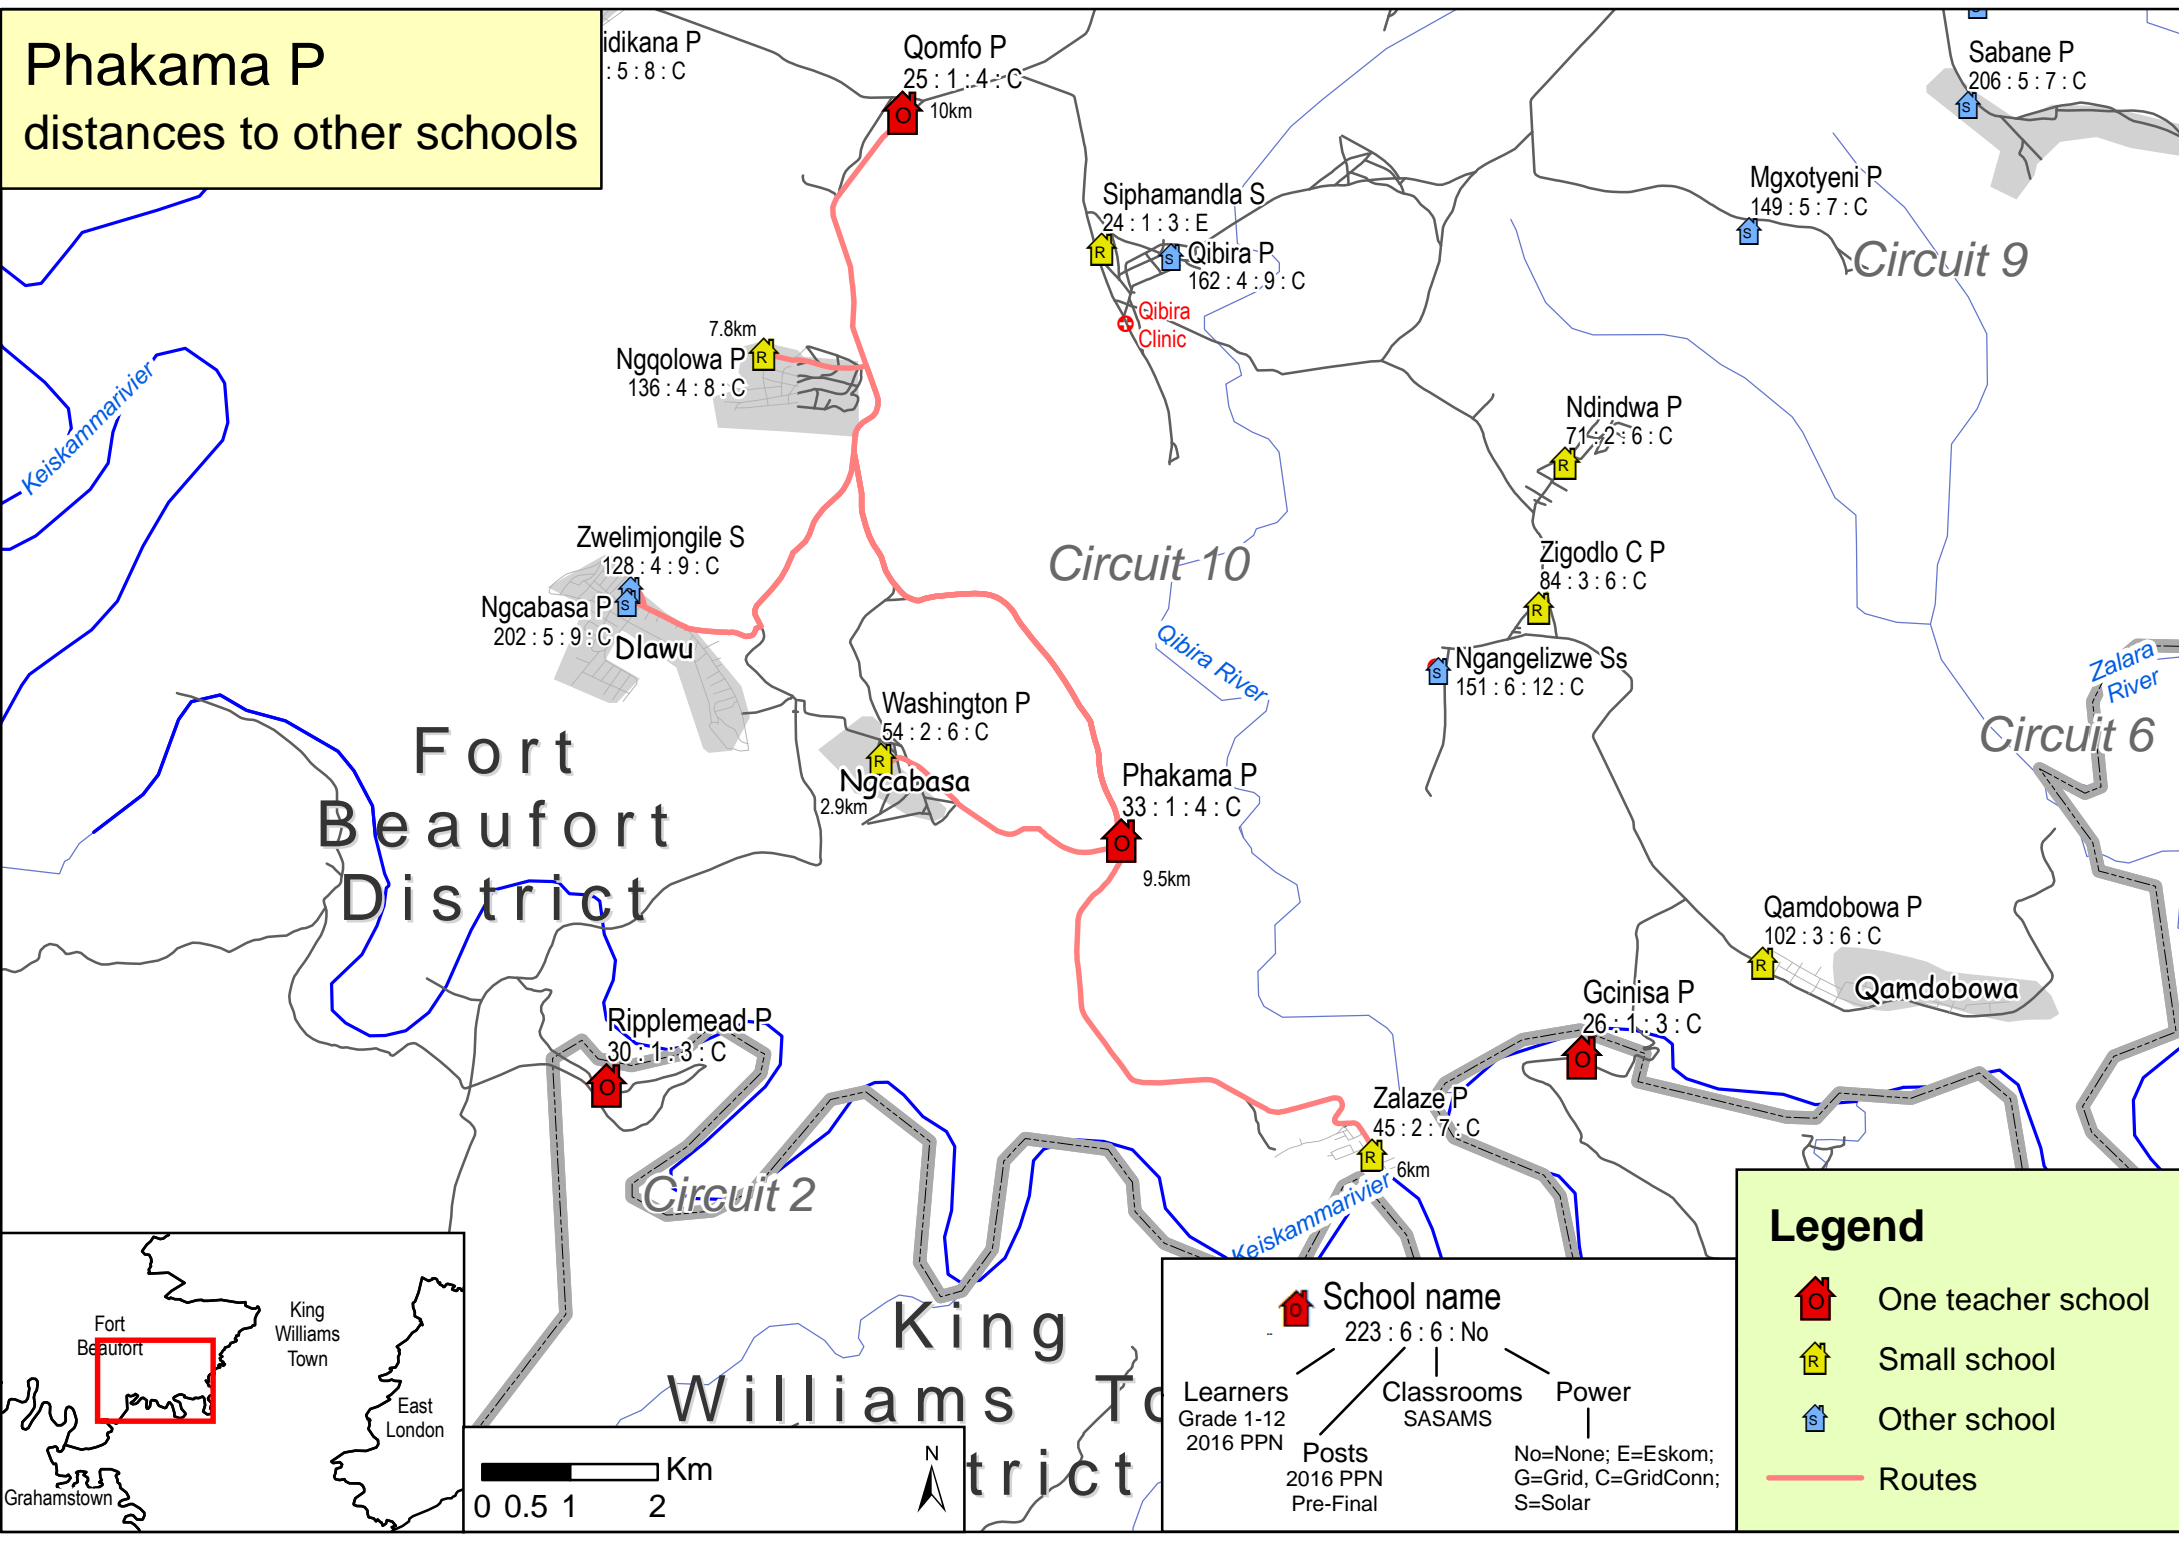 Phakama P
distances to other schools
idikana P
: 5 : 8 : C
Qomfo P
25 : 1 : 4 : C
10km
Sabane P
206 : 5 : 7 : C
Siphamandla S
24 : 1 : 3 : E
Qibira P
162 : 4 : 9 : C
Qibira
Clinic
Mgxotyeni P
149 : 5 : 7 : C
Circuit 9
7.8km
Ngqolowa P
136 : 4 : 8 : C
Keiskammarivier
Ndindwa P
71 : 2 : 6 : C
Zwelimjongile S
128 : 4 : 9 : C
Ngcabasa P
202 : 5 : 9 : C
Dlawu
Circuit 10
Zigodlo C P
84 : 3 : 6 : C
Qibira River
Ngangelizwe Ss
151 : 6 : 12 : C
Zalara
River
Circuit 6
Washington P
54 : 2 : 6 : C
Ngcabasa
2.9km
Phakama P
33 : 1 : 4 : C
9.5km
Fort
Beaufort
District
Qamdobowa P
102 : 3 : 6 : C
Qamdobowa
Gcinisa P
26 : 1 : 3 : C
Ripplemead P
30 : 1 : 3 : C
Zalaze P
45 : 2 : 7 : C
6km
Keiskammarivier
Circuit 2
King
Williams To
trict
Fort
Beaufort
King
Williams
Town
East
London
Grahamstown
Km
0 0.5 1 2
N
School name
223 : 6 : 6 : No
Learners
Grade 1-12
2016 PPN
Posts
2016 PPN
Pre-Final
Classrooms
SASAMS
Power
No=None; E=Eskom;
G=Grid, C=GridConn;
S=Solar
Legend
O One teacher school
R Small school
S Other school
Routes